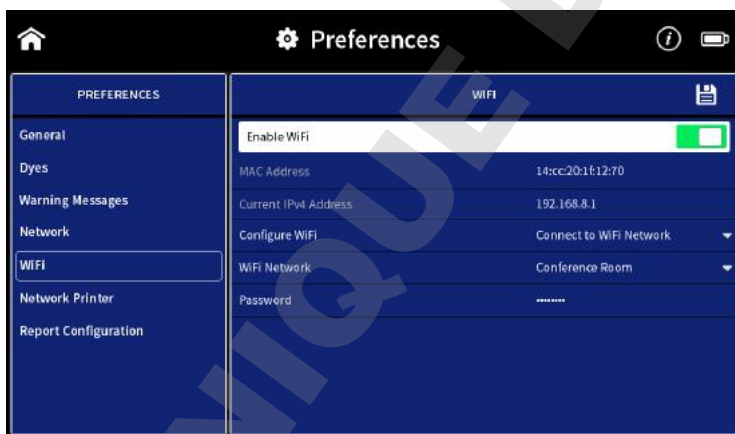 Preferences
PREFERENCES
WIFI
General
Enable WiFi
Dyes
MAC Address 14:cc:20:1f:12:70
Warning Messages
Current IPv4 Address 192.168.8.1
Network
Configure WiFi Connect to WiFi Network
WiFi
WiFi Network Conference Room
Network Printer
Password ••••••••
Report Configuration
NIQUE